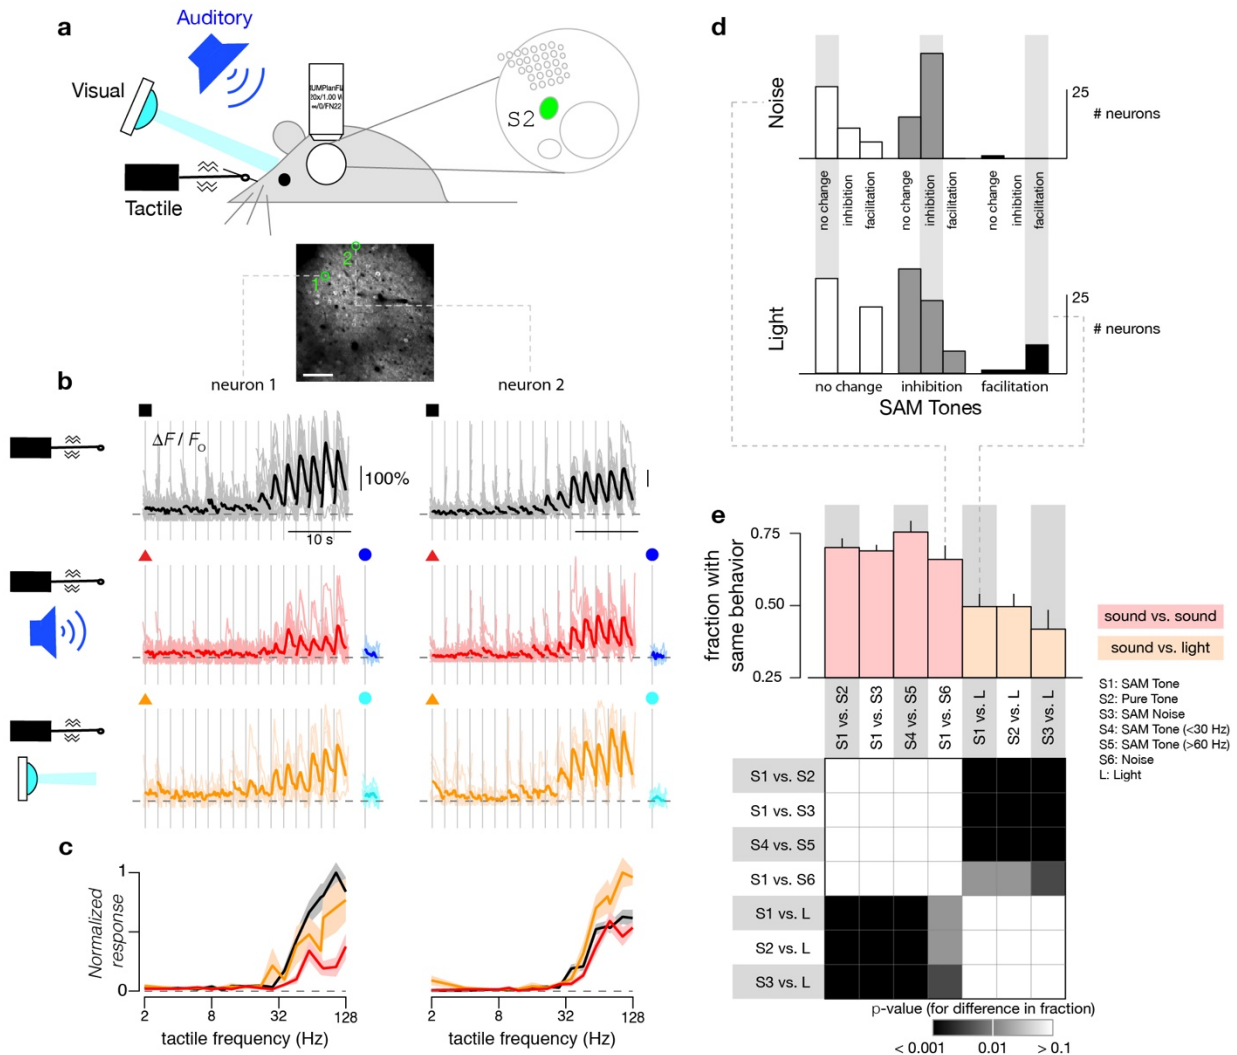 a
Auditory
Visual
Tactile
IUMPlanFL
20x/1.00 W
∞/0/FN22
S2
1
2
b
neuron 1
neuron 2
ΔF / Fo
100%
10 s
c
Normalized
response
1
0
2
8
32
128
tactile frequency (Hz)
2
8
32
128
tactile frequency (Hz)
d
Noise
25
# neurons
no change
inhibition
facilitation
no change
inhibition
facilitation
no change
inhibition
facilitation
Light
25
# neurons
no change
inhibition
facilitation
SAM Tones
e
fraction with
same behavior
0.75
0.50
0.25
S1 vs. S2
S1 vs. S3
S4 vs. S5
S1 vs. S6
S1 vs. L
S2 vs. L
S3 vs. L
sound vs. sound
sound vs. light
S1: SAM Tone
S2: Pure Tone
S3: SAM Noise
S4: SAM Tone (<30 Hz)
S5: SAM Tone (>60 Hz)
S6: Noise
L: Light
S1 vs. S2
S1 vs. S3
S4 vs. S5
S1 vs. S6
S1 vs. L
S2 vs. L
S3 vs. L
p-value (for difference in fraction)
< 0.001
0.01
> 0.1